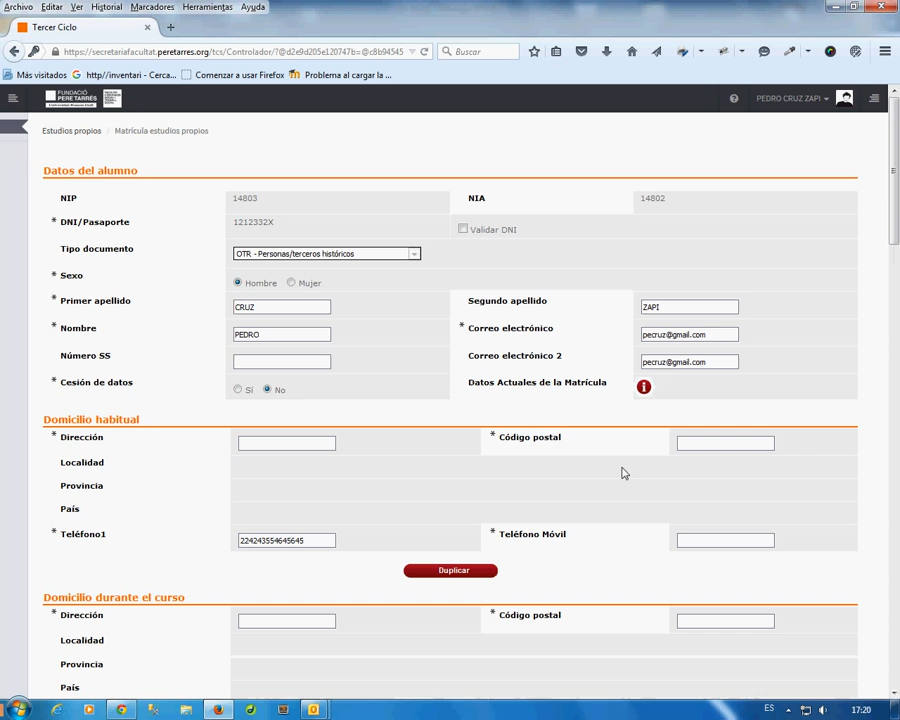 Archivo Editar Ver Historial Marcadores Herramientas Ayuda
Tercer Ciclo
https://secretariafacultat.peretarres.org/tcs/Controlador/?@d2e9d205e120747b=@c8b94545
Buscar
Más visitados
http//inventari - Cerca...
Comenzar a usar Firefox
Problema al cargar la ...
FUNDACIÓ
PERE TARRÉS
PEDRO CRUZ ZAPI
Estudios propios / Matrícula estudios propios
Datos del alumno
NIP 14803 NIA 14802
* DNI/Pasaporte 1212332X Validar DNI
Tipo documento OTR - Personas/terceros históricos
* Sexo Hombre Mujer
* Primer apellido CRUZ Segundo apellido ZAPI
* Nombre PEDRO * Correo electrónico pecruz@gmail.com
Número SS Correo electrónico 2 pecruz@gmail.com
* Cesión de datos Sí No Datos Actuales de la Matrícula
Domicilio habitual
* Dirección * Código postal
Localidad
Provincia
País
* Teléfono1 224243554645645 * Teléfono Móvil
Duplicar
Domicilio durante el curso
* Dirección * Código postal
Localidad
Provincia
País
ES 17:20